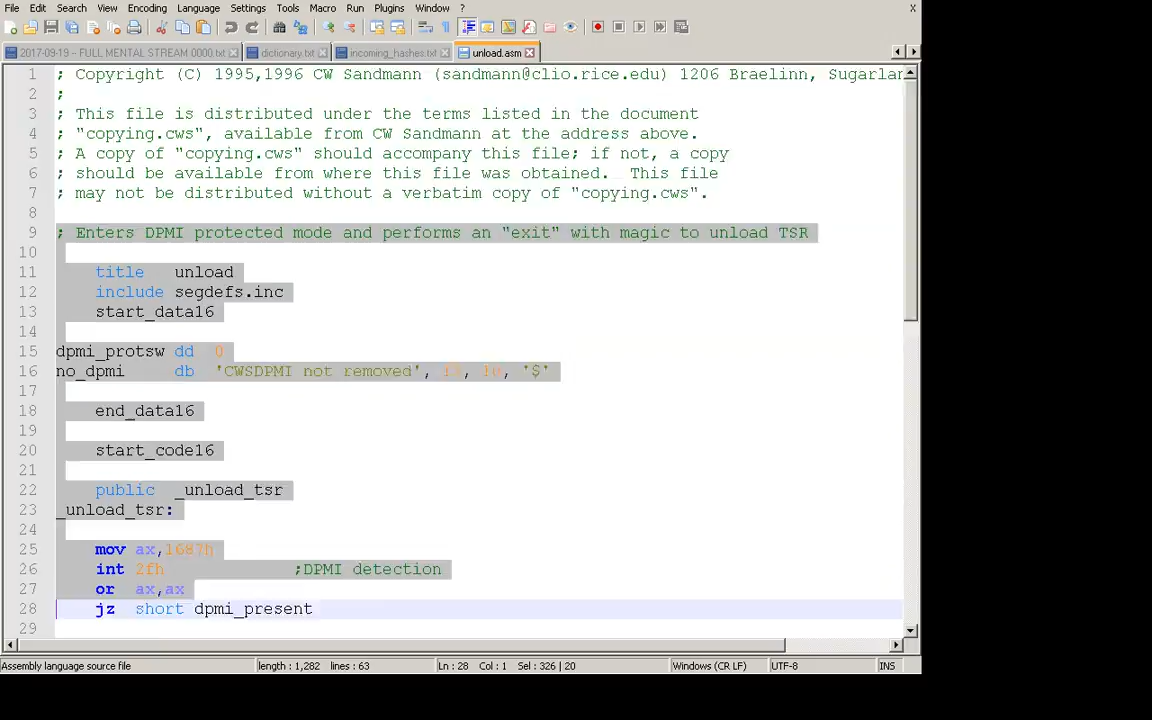 File Edit Search View Encoding Language Settings Tools Macro Run Plugins Window ? X
2017-09-19 – FULL MENTAL STREAM 0000.txt dictionary.txt incoming_hashes.txt unload.asm
1 ; Copyright (C) 1995,1996 CW Sandmann (sandmann@clio.rice.edu) 1206 Braelinn, Sugarlan
2 ;
3 ; This file is distributed under the terms listed in the document
4 ; "copying.cws", available from CW Sandmann at the address above.
5 ; A copy of "copying.cws" should accompany this file; if not, a copy
6 ; should be available from where this file was obtained.  This file
7 ; may not be distributed without a verbatim copy of "copying.cws".
8
9 ; Enters DPMI protected mode and performs an "exit" with magic to unload TSR
10
11 title unload
12 include segdefs.inc
13 start_data16
14
15 dpmi_protsw dd 0
16 no_dpmi db 'CWSDPMI not removed', 13, 10, '$'
17
18 end_data16
19
20 start_code16
21
22 public _unload_tsr
23 _unload_tsr:
24
25 mov ax,1687h
26 int 2fh ;DPMI detection
27 or ax,ax
28 jz short dpmi_present
29
Assembly language source file length : 1,282 lines : 63 Ln : 28 Col : 1 Sel : 326 | 20 Windows (CR LF) UTF-8 INS